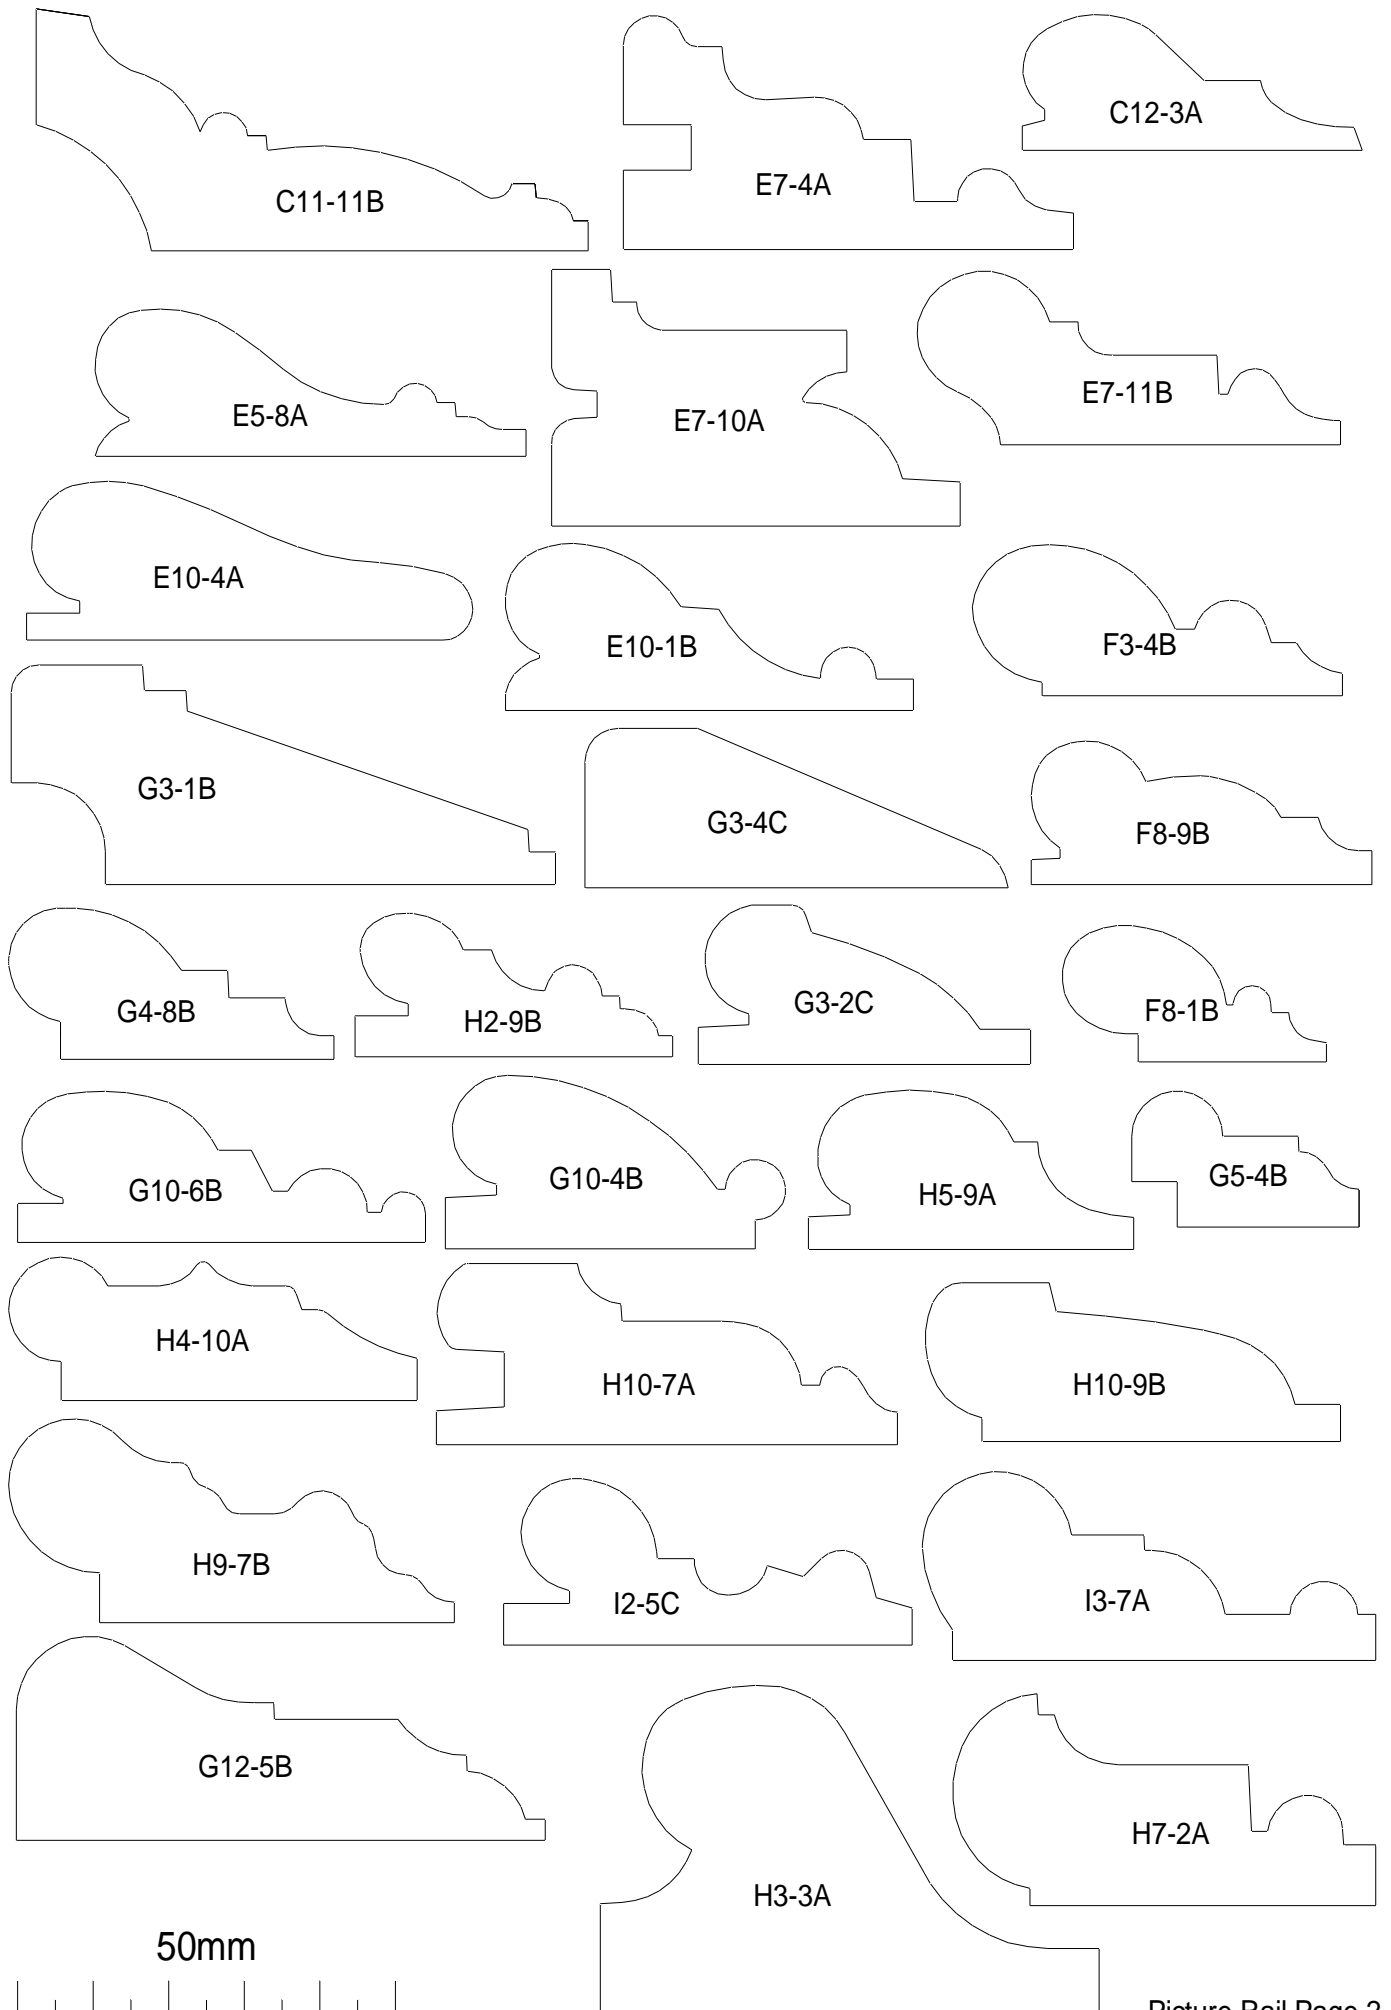 C11-11B
E7-4A
C12-3A
E5-8A
E7-10A
E7-11B
E10-4A
E10-1B
F3-4B
G3-1B
G3-4C
F8-9B
G4-8B
H2-9B
G3-2C
F8-1B
G10-6B
G10-4B
H5-9A
G5-4B
H4-10A
H10-7A
H10-9B
H9-7B
I2-5C
I3-7A
G12-5B
H3-3A
H7-2A
50mm
Picture Rail Page 2